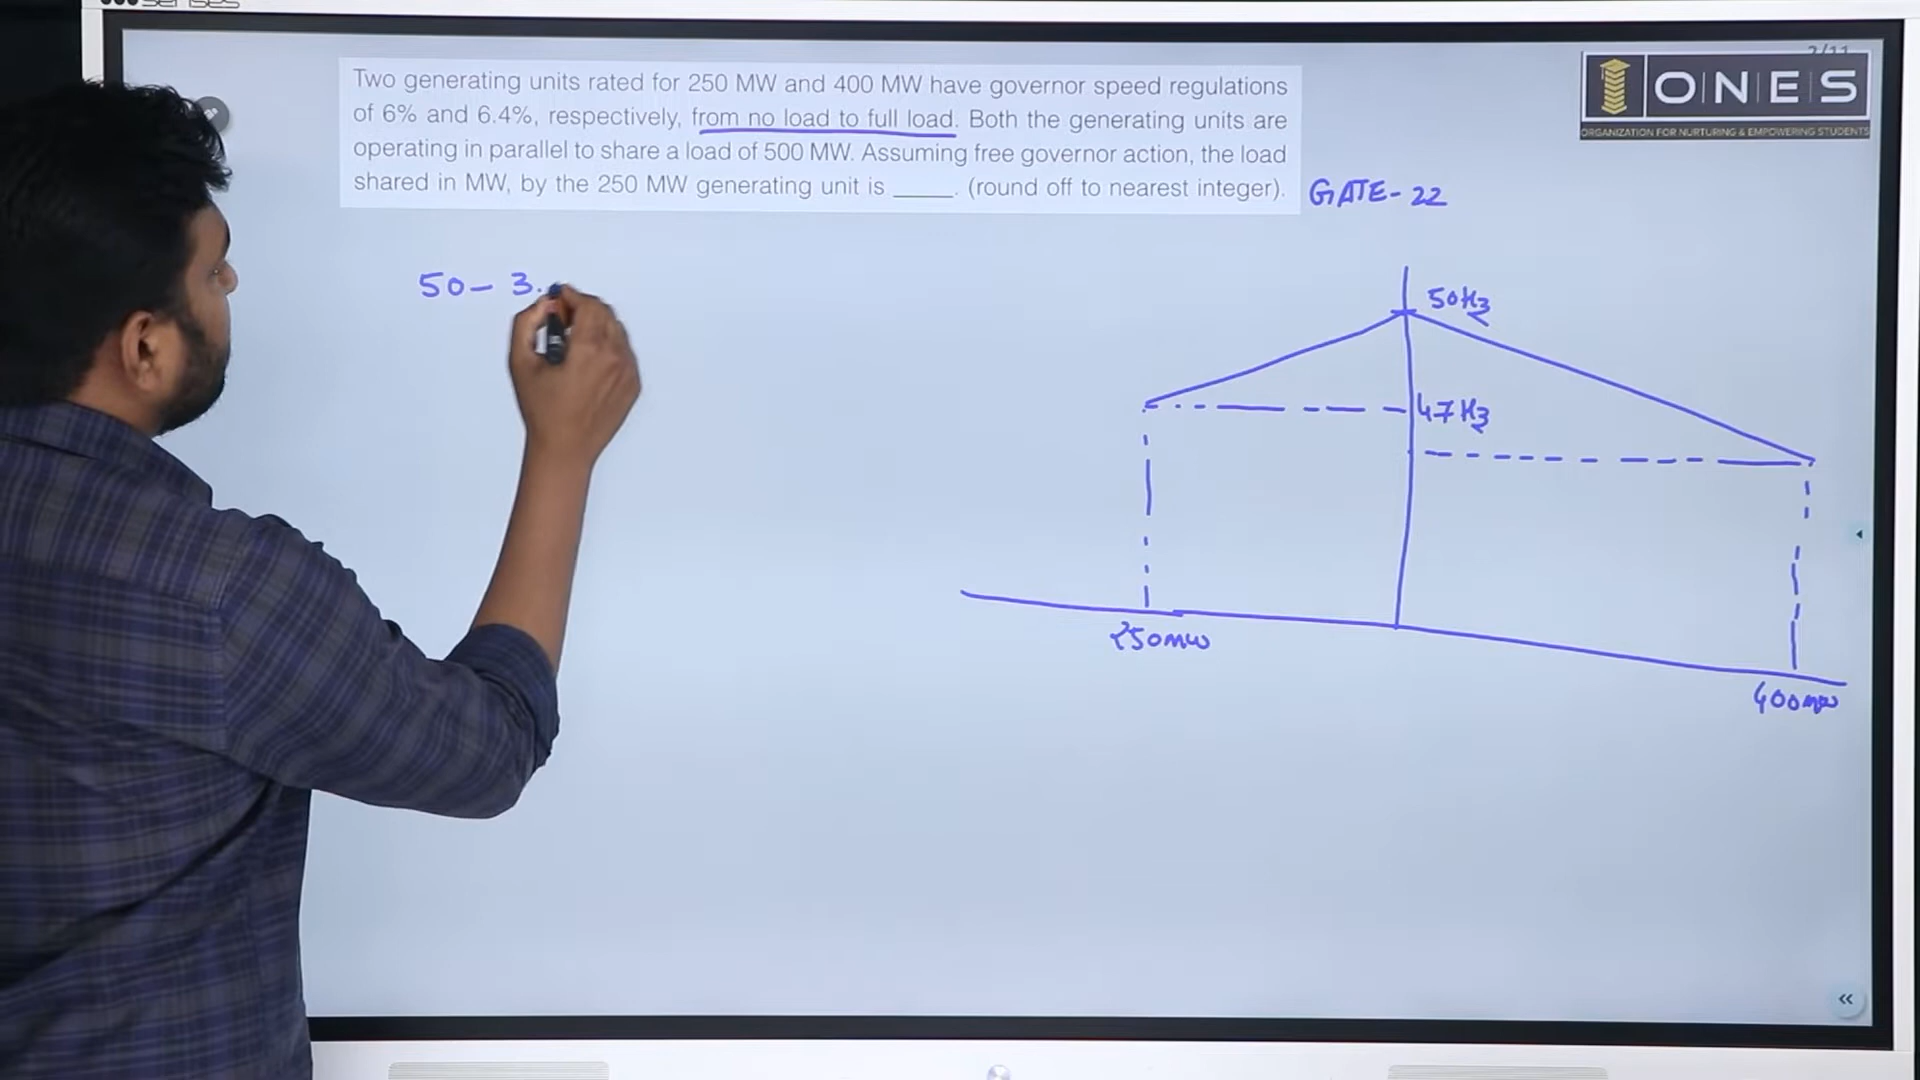 Two generating units rated for 250 MW and 400 MW have governor speed regulations
of 6% and 6.4%, respectively, from no load to full load. Both the generating units are
operating in parallel to share a load of 500 MW. Assuming free governor action, the load
shared in MW, by the 250 MW generating unit is _____. (round off to nearest integer).
GATE-22
2/11
ONES
ORGANIZATION FOR NURTURING & EMPOWERING STUDENTS
50 - 3.
50Hz
47Hz
250MW
400MW
«